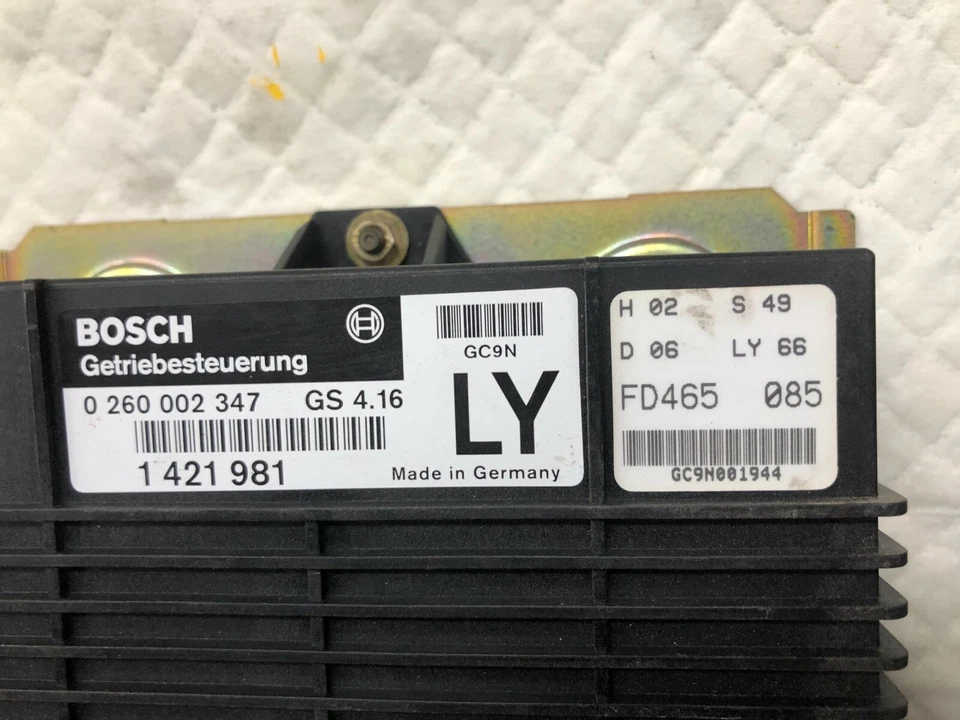 BOSCH
Getriebesteuerung
0 260 002 347 GS 4.16
1 421 981
GC9N
LY
Made in Germany
H 02 S 49
D 06 LY 66
FD465 085
GC9N001944